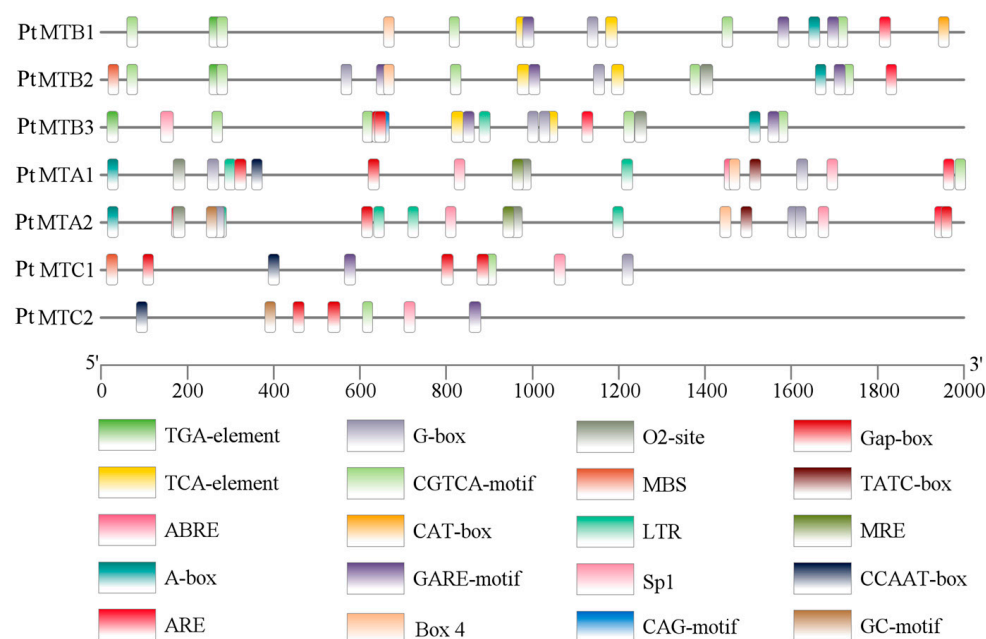 PtMTB1
PtMTB2
PtMTB3
PtMTA1
PtMTA2
PtMTC1
PtMTC2
5' 3'
0 200 400 600 800 1000 1200 1400 1600 1800 2000
TGA-element G-box O2-site Gap-box
TCA-element CGTCA-motif MBS TATC-box
ABRE CAT-box LTR MRE
A-box GARE-motif Sp1 CCAAT-box
ARE Box 4 CAG-motif GC-motif